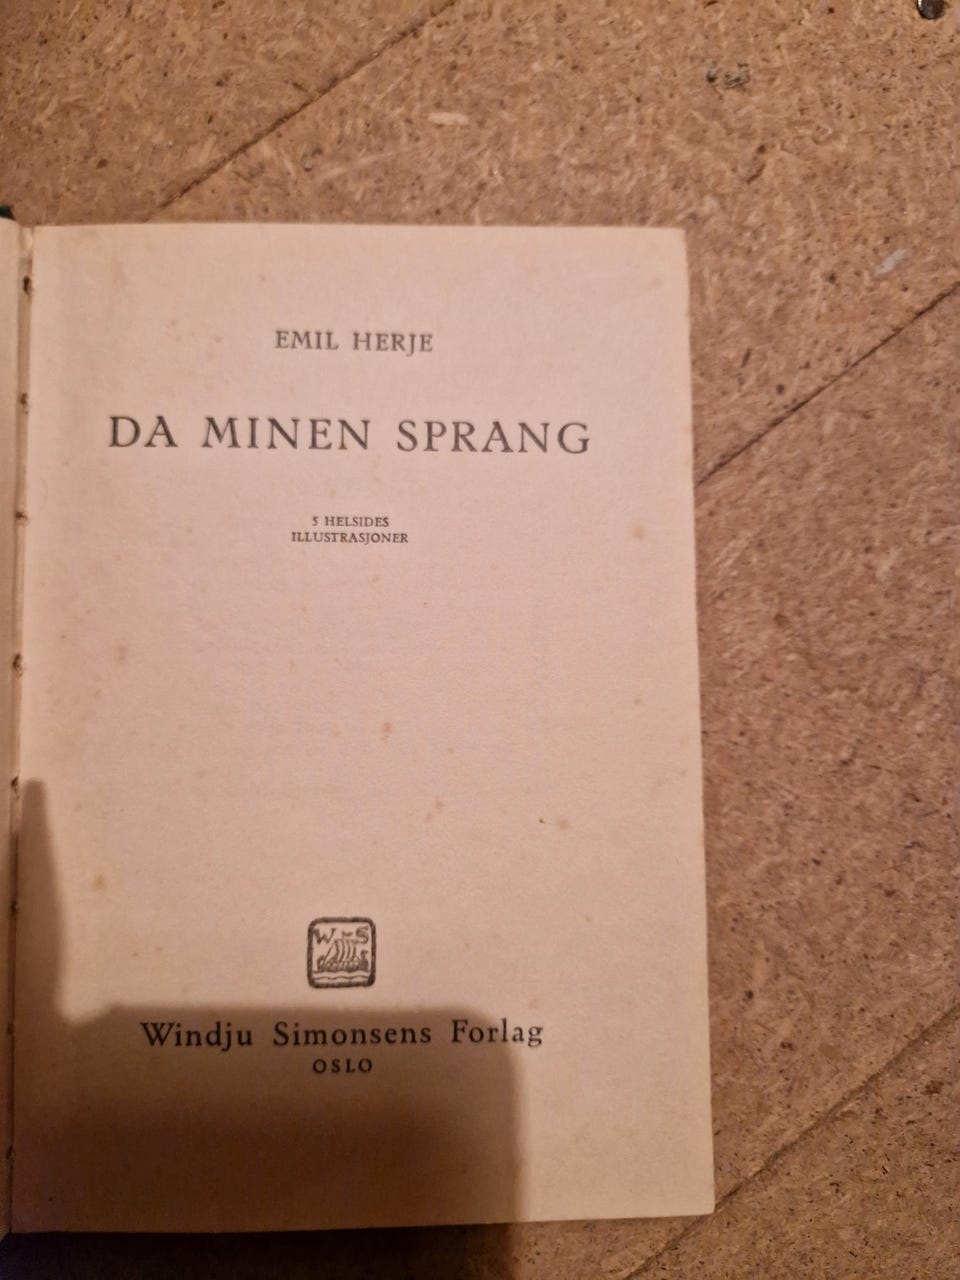 EMIL HERJE
DA MINEN SPRANG
5 HELSIDES
ILLUSTRASJONER
W S
Windju Simonsens Forlag
OSLO